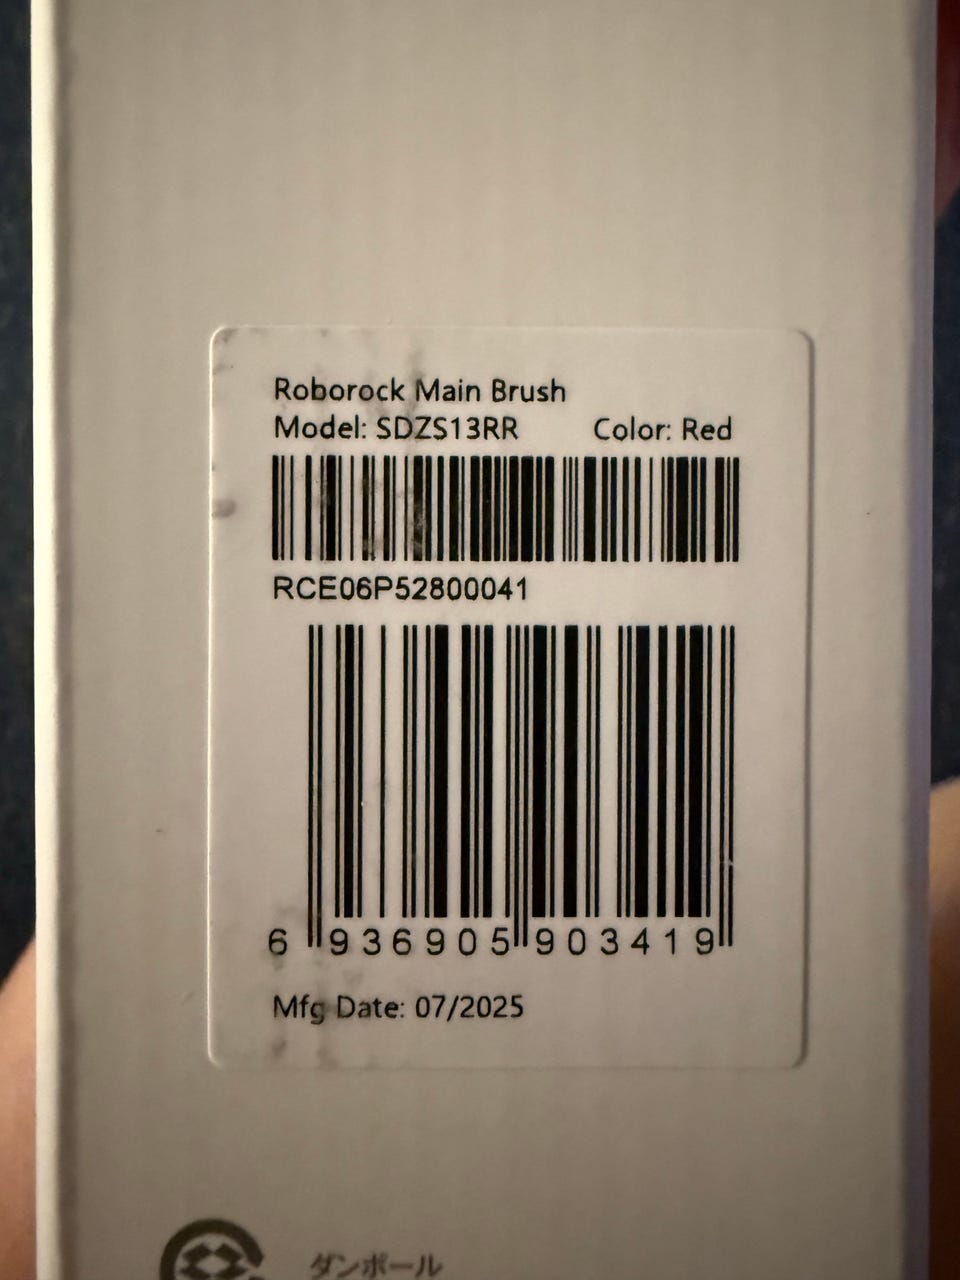 Roborock Main Brush
Model: SDZS13RR Color: Red
RCE06P52800041
6 936905 903419
Mfg Date: 07/2025
ダンボール